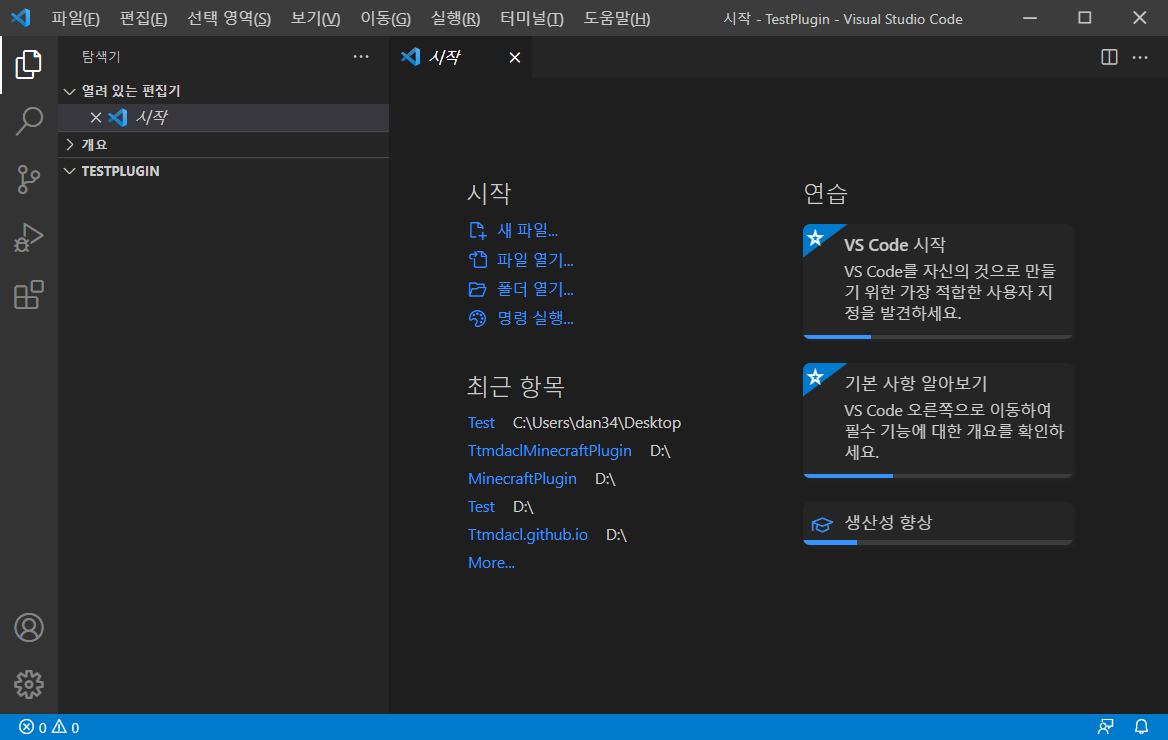 파일(F) 편집(E) 선택 영역(S) 보기(V) 이동(G) 실행(R) 터미널(T) 도움말(H) 시작 - TestPlugin - Visual Studio Code
탐색기
시작
열려 있는 편집기
시작
개요
TESTPLUGIN
시작
새 파일...
파일 열기...
폴더 열기...
명령 실행...
최근 항목
Test C:\Users\dan34\Desktop
TtmdaclMinecraftPlugin D:\
MinecraftPlugin D:\
Test D:\
Ttmdacl.github.io D:\
More...
연습
VS Code 시작
VS Code를 자신의 것으로 만들
기 위한 가장 적합한 사용자 지
정을 발견하세요.
기본 사항 알아보기
VS Code 오른쪽으로 이동하여
필수 기능에 대한 개요를 확인하
세요.
생산성 향상
0 0